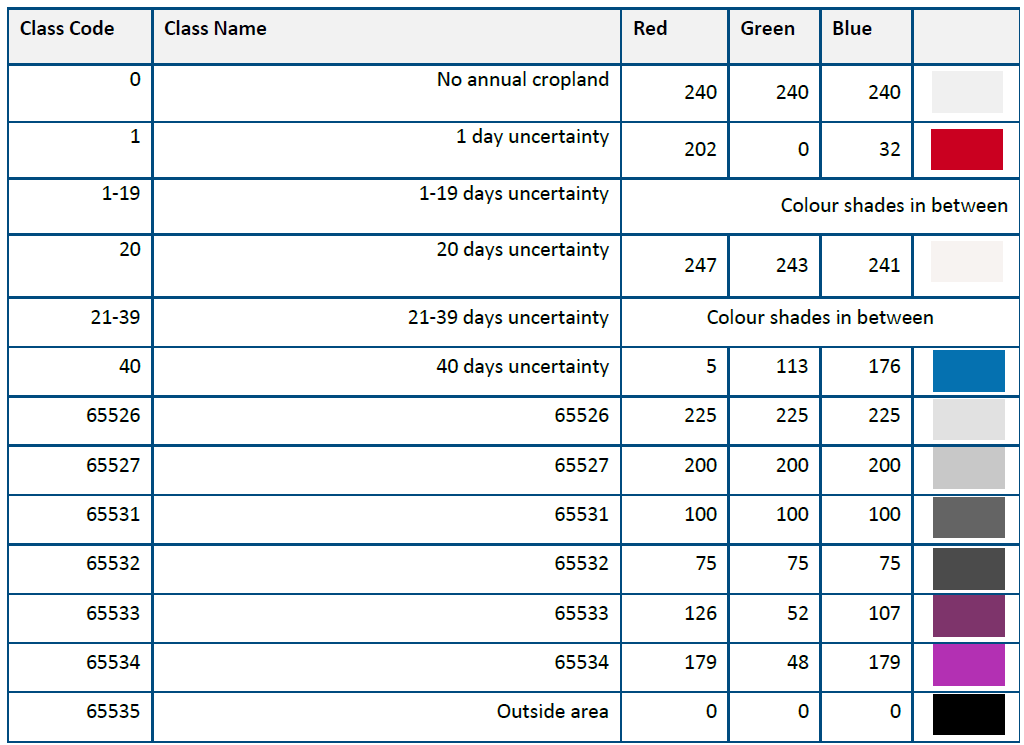 Class Code Class Name Red Green Blue
0 No annual cropland 240 240 240
1 1 day uncertainty 202 0 32
1-19 1-19 days uncertainty Colour shades in between
20 20 days uncertainty 247 243 241
21-39 21-39 days uncertainty Colour shades in between
40 40 days uncertainty 5 113 176
65526 65526 225 225 225
65527 65527 200 200 200
65531 65531 100 100 100
65532 65532 75 75 75
65533 65533 126 52 107
65534 65534 179 48 179
65535 Outside area 0 0 0